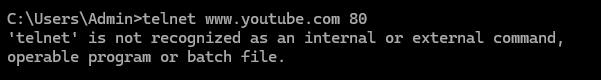 C:\Users\Admin>telnet www.youtube.com 80
'telnet' is not recognized as an internal or external command,
operable program or batch file.